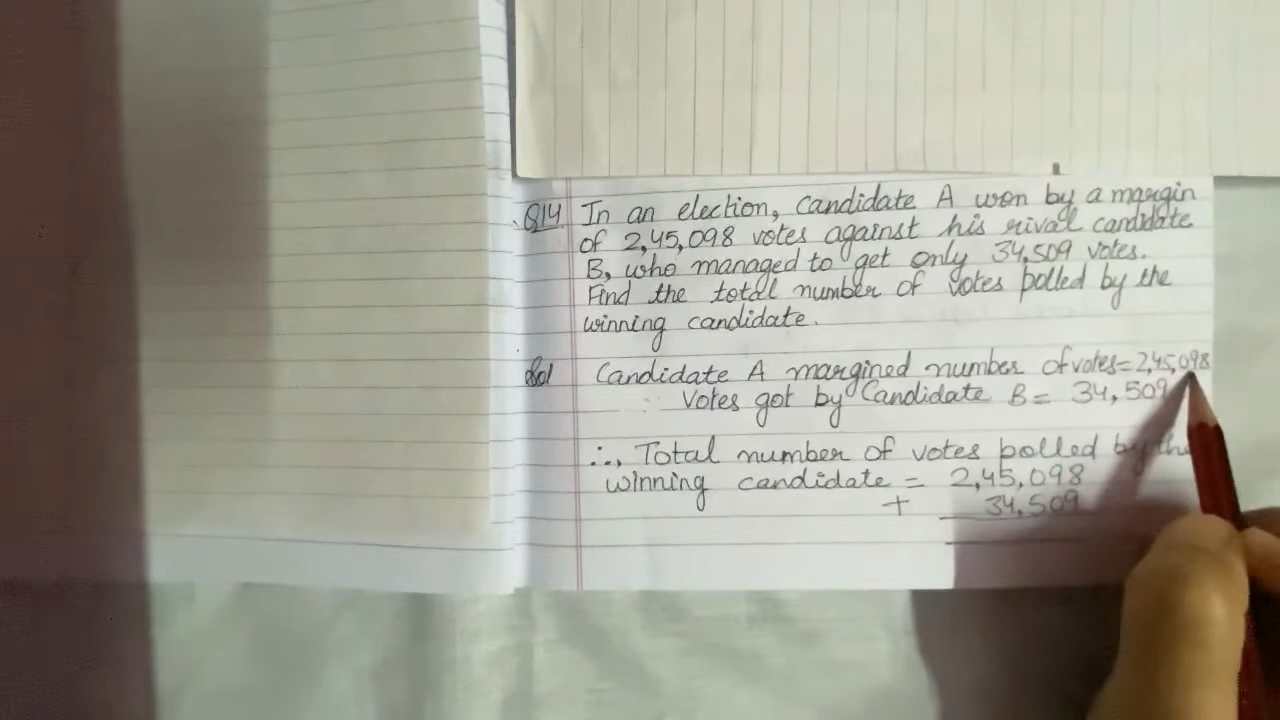 Q14 In an election, candidate A won by a margin
of 2,45,098 votes against his rival candidate
B, who managed to get only 34,509 votes.
Find the total number of votes polled by the
winning candidate.
Sol Candidate A margined number of votes = 2,45,098
Votes got by Candidate B = 34,509
∴, Total number of votes polled by the
winning candidate = 2,45,098
+ 34,509